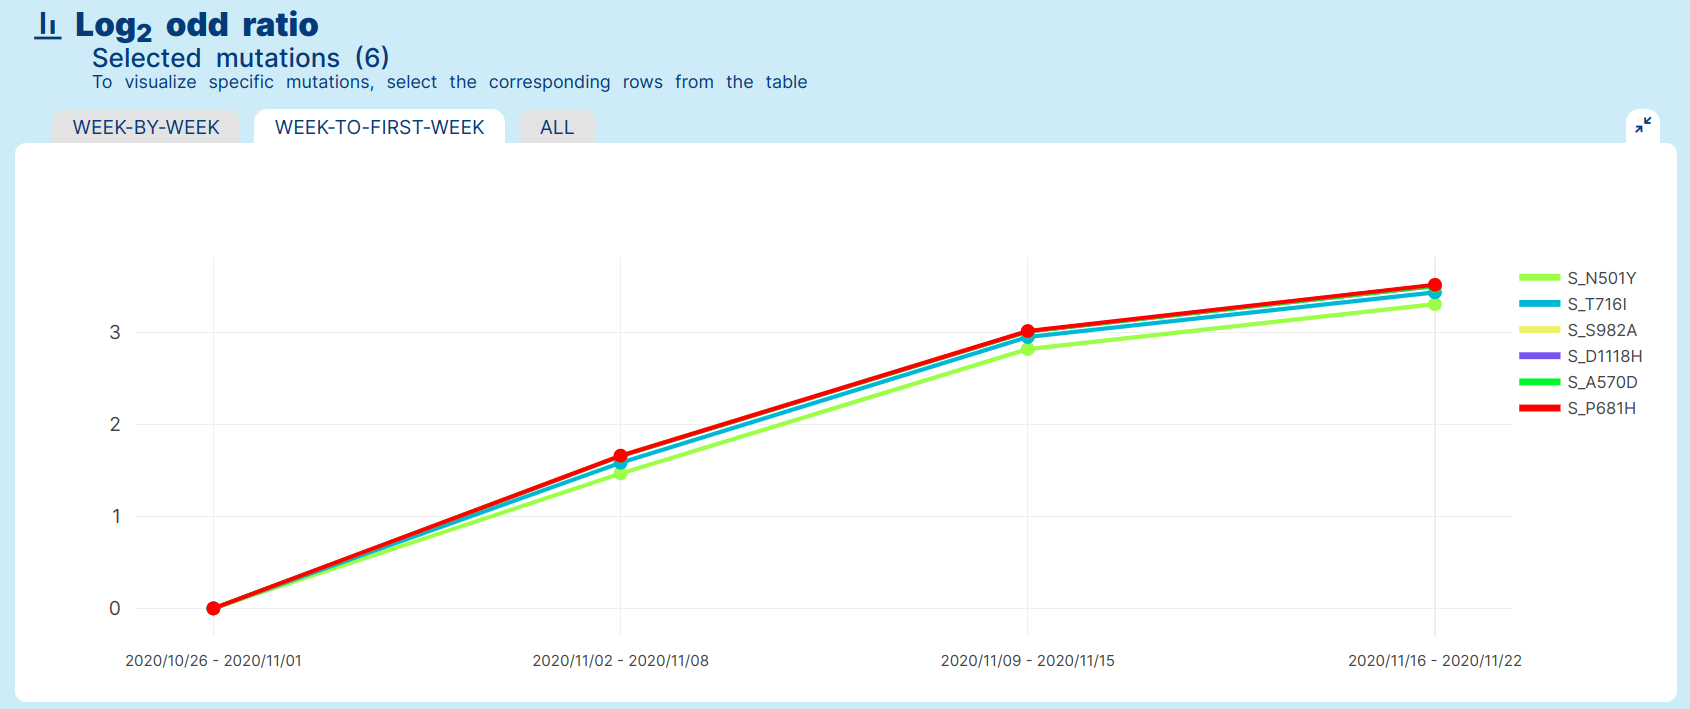 Log2 odd ratio
Selected mutations (6)
To visualize specific mutations, select the corresponding rows from the table
WEEK-BY-WEEK WEEK-TO-FIRST-WEEK ALL
S_N501Y
S_T716I
S_S982A
S_D1118H
S_A570D
S_P681H
3
2
1
0
2020/10/26 - 2020/11/01 2020/11/02 - 2020/11/08 2020/11/09 - 2020/11/15 2020/11/16 - 2020/11/22